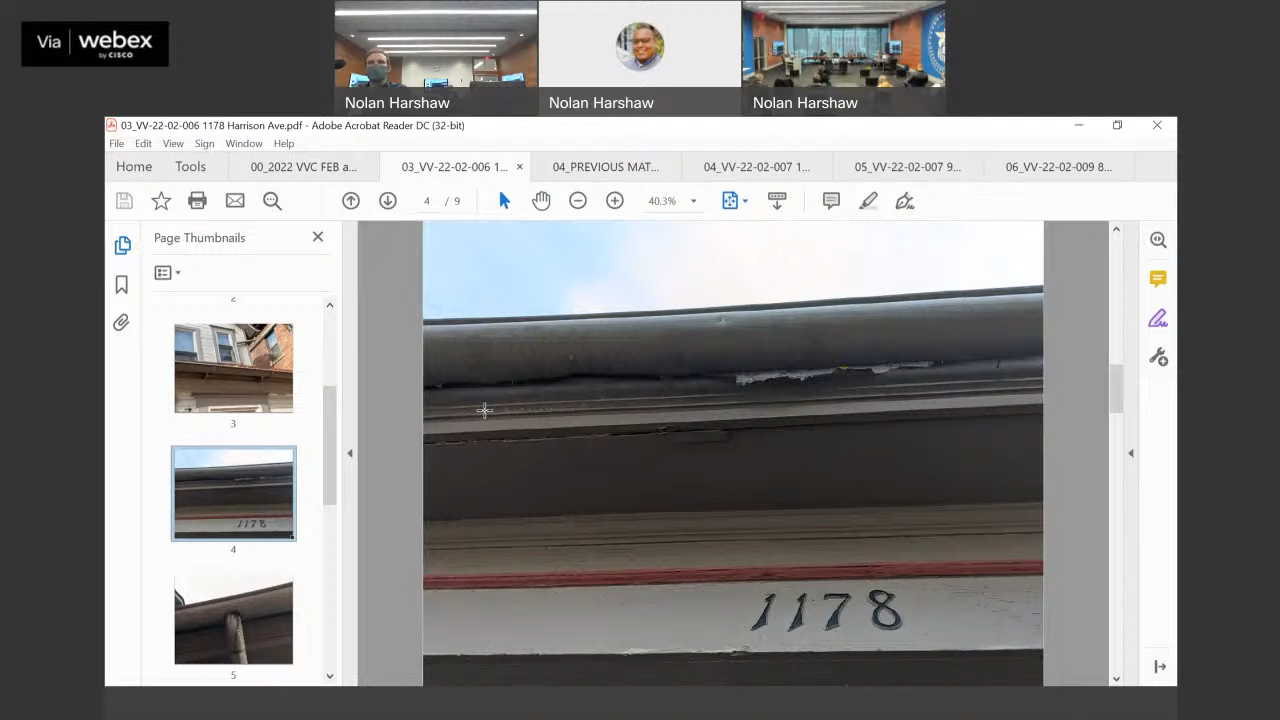 Via webex
by CISCO
Nolan Harshaw
Nolan Harshaw
Nolan Harshaw
03_VV-22-02-006 1178 Harrison Ave.pdf - Adobe Acrobat Reader DC (32-bit)
File Edit View Sign Window Help
Home Tools 00_2022 VVC FEB a... 03_VV-22-02-006 1... × 04_PREVIOUS MAT... 04_VV-22-02-007 1... 05_VV-22-02-007 9... 06_VV-22-02-009 8...
4 / 9 40.3%
Page Thumbnails
2
3
1178
4
5
1178